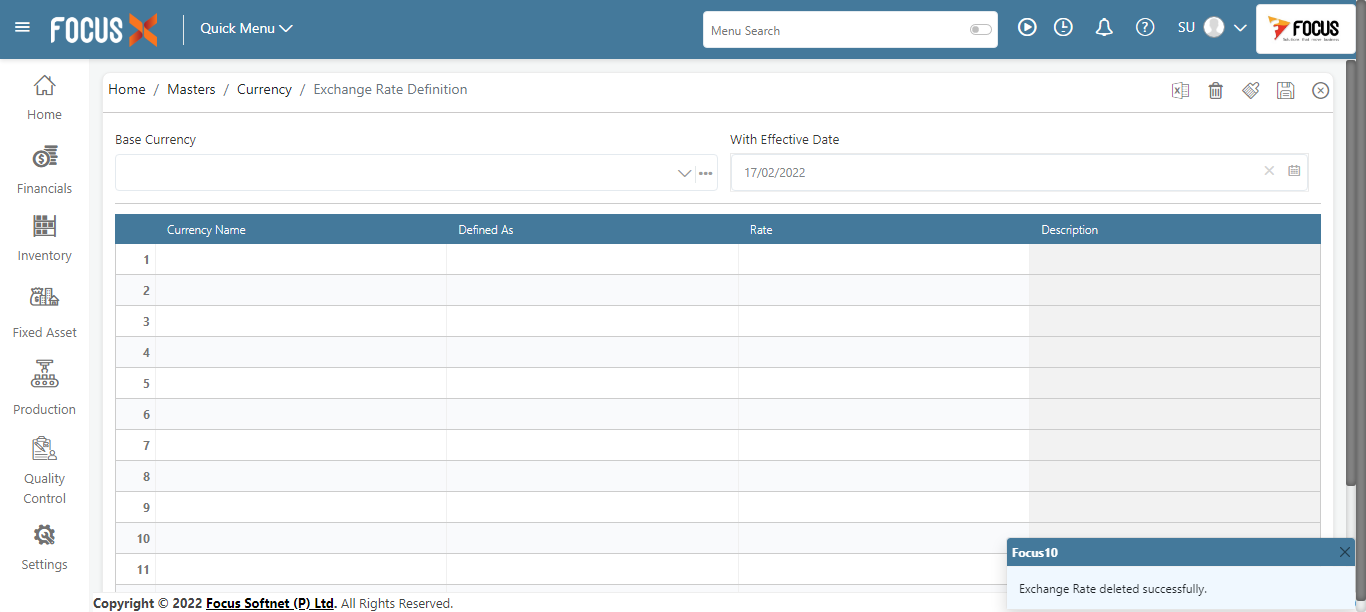 FOCUS X
Quick Menu
Menu Search
SU
FOCUS
Home
Financials
Inventory
Fixed Asset
Production
Quality
Control
Settings
Home / Masters / Currency / Exchange Rate Definition
Base Currency
With Effective Date
17/02/2022
Currency Name Defined As Rate Description
1
2
3
4
5
6
7
8
9
10
11
Focus10
Exchange Rate deleted successfully.
Copyright © 2022 Focus Softnet (P) Ltd. All Rights Reserved.